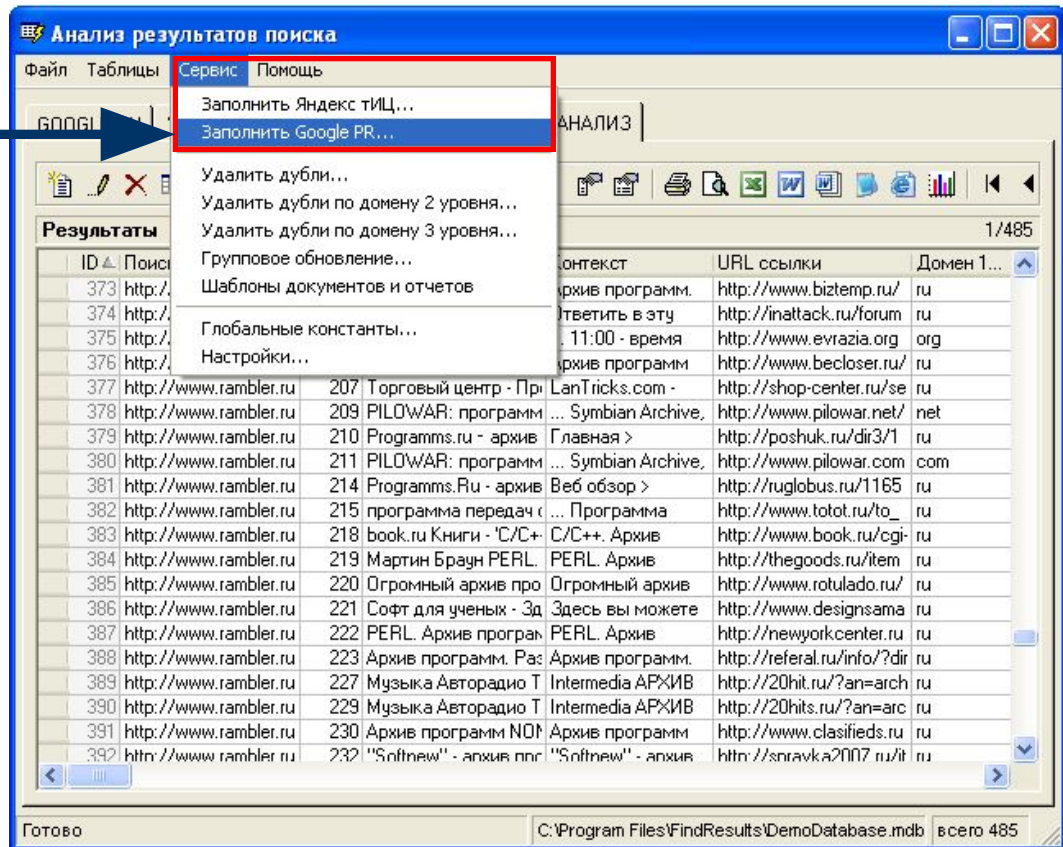 Анализ результатов поиска
Файл Таблицы Сервис Помощь
Заполнить Яндекс тИЦ...
Заполнить Google PR...
Удалить дубли...
Удалить дубли по домену 2 уровня...
Удалить дубли по домену 3 уровня...
Групповое обновление...
Шаблоны документов и отчетов
Глобальные константы...
Настройки...
АНАЛИЗ
Результаты 1/485
ID URL ссылки Домен 1...
373 http:/ http://www.biztemp.ru/ ru
374 http:/ Ответить в эту http://inattack.ru/forum ru
375 http:/ . 11:00 - время http://www.evrazia.org org
376 http:/ http://www.becloser.ru/ ru
377 http://www.rambler.ru 207 Торговый центр - Пр LanTricks.com - http://shop-center.ru/se ru
378 http://www.rambler.ru 209 PILOWAR: программ ... Symbian Archive, http://www.pilowar.net/ net
379 http://www.rambler.ru 210 Programms.ru - архив Главная > http://poshuk.ru/dir3/1 ru
380 http://www.rambler.ru 211 PILOWAR: программ ... Symbian Archive, http://www.pilowar.com com
381 http://www.rambler.ru 214 Programms.Ru - архив Веб обзор > http://ruglobus.ru/1165 ru
382 http://www.rambler.ru 215 программа передач ... Программа http://www.totot.ru/to_ ru
383 http://www.rambler.ru 218 book.ru Книги - 'C/C+ C/C++. Архив http://www.book.ru/cgi- ru
384 http://www.rambler.ru 219 Мартин Браун PERL. PERL. Архив http://thegoods.ru/item ru
385 http://www.rambler.ru 220 Огромный архив про Огромный архив http://www.rotulado.ru/ ru
386 http://www.rambler.ru 221 Софт для ученых - Зд Здесь вы можете http://www.designsama ru
387 http://www.rambler.ru 222 PERL. Архив програм PERL. Архив http://newyorkcenter.ru ru
388 http://www.rambler.ru 223 Архив программ. Раз Архив программ. http://referal.ru/info/?dir ru
389 http://www.rambler.ru 227 Музыка Авторадио Т Intermedia АРХИВ http://20hit.ru/?an=arch ru
390 http://www.rambler.ru 229 Музыка Авторадио Т Intermedia АРХИВ http://20hits.ru/?an=arc ru
391 http://www.rambler.ru 230 Архив программ NON Архив программ http://www.clasifieds.ru ru
392 http://www.rambler.ru 232 "Softnew" - архив прс "Softnew" - архив http://spravka2007.ru/it ru
Готово C:\Program Files\FindResults\DemoDatabase.mdb всего 485